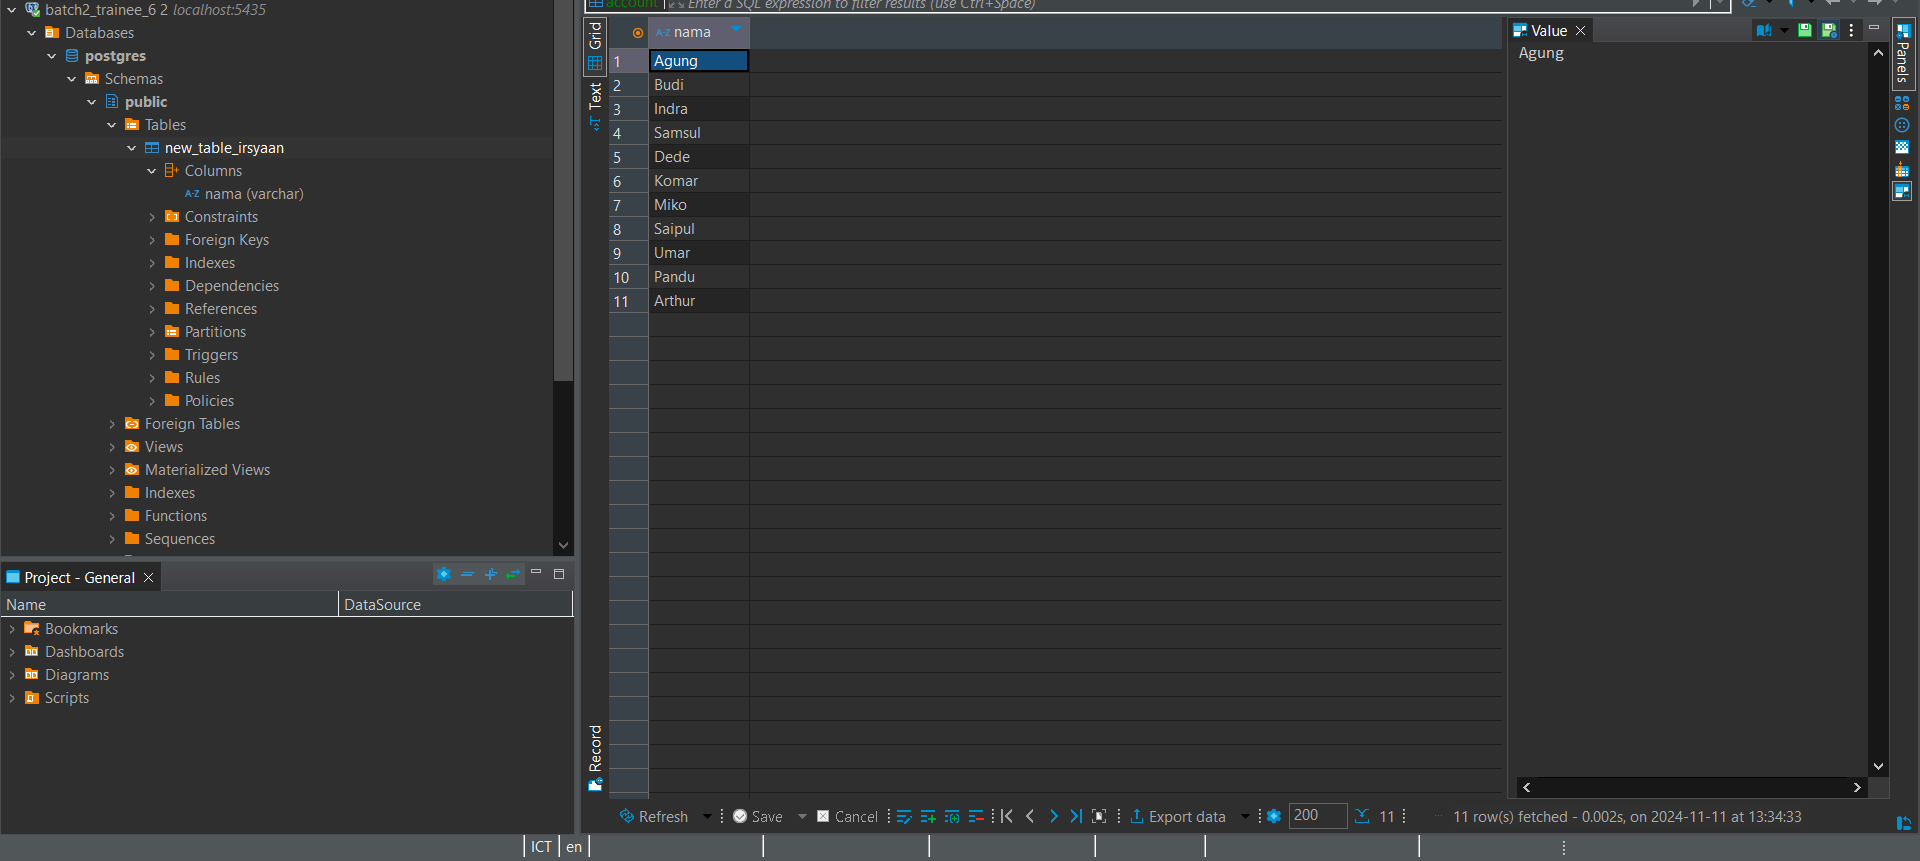 batch2_trainee_6 2 localhost:5435
Databases
postgres
Schemas
public
Tables
new_table_irsyaan
Columns
A-Z nama (varchar)
Constraints
Foreign Keys
Indexes
Dependencies
References
Partitions
Triggers
Rules
Policies
Foreign Tables
Views
Materialized Views
Indexes
Functions
Sequences
Project - General
Name DataSource
Bookmarks
Dashboards
Diagrams
Scripts
account Enter a SQL expression to filter results (use Ctrl+Space)
Grid
Text
Record
A-Z nama
1 Agung
2 Budi
3 Indra
4 Samsul
5 Dede
6 Komar
7 Miko
8 Saipul
9 Umar
10 Pandu
11 Arthur
Value
Agung
Panels
Refresh Save Cancel Export data 200 11 11 row(s) fetched - 0.002s, on 2024-11-11 at 13:34:33
ICT en